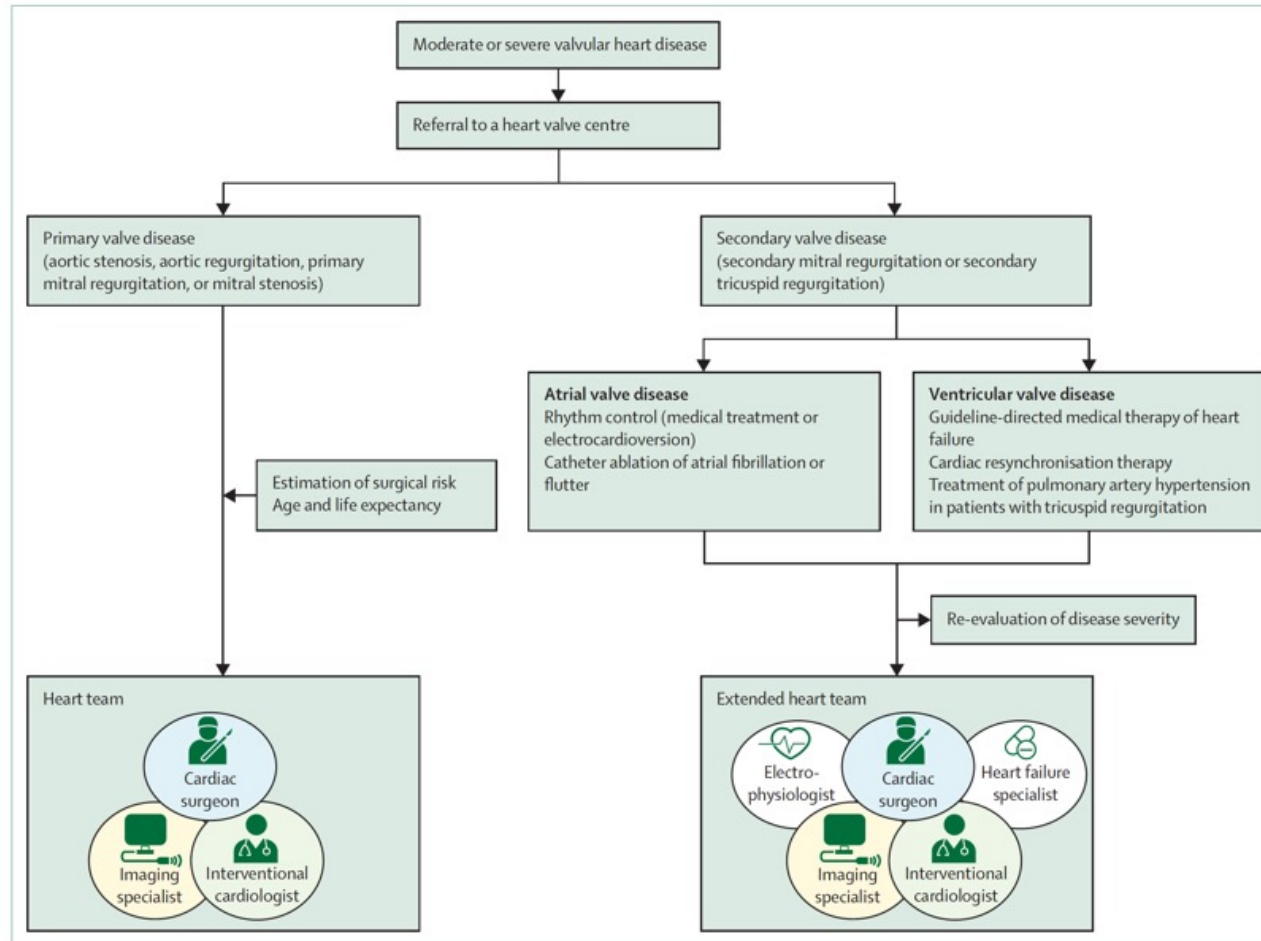 Moderate or severe valvular heart disease
Referral to a heart valve centre
Primary valve disease
(aortic stenosis, aortic regurgitation, primary
mitral regurgitation, or mitral stenosis)
Secondary valve disease
(secondary mitral regurgitation or secondary
tricuspid regurgitation)
Atrial valve disease
Rhythm control (medical treatment or
electrocardioversion)
Catheter ablation of atrial fibrillation or
flutter
Ventricular valve disease
Guideline-directed medical therapy of heart
failure
Cardiac resynchronisation therapy
Treatment of pulmonary artery hypertension
in patients with tricuspid regurgitation
Estimation of surgical risk
Age and life expectancy
Re-evaluation of disease severity
Heart team
Cardiac
surgeon
Imaging
specialist
Interventional
cardiologist
Extended heart team
Electro-
physiologist
Cardiac
surgeon
Heart failure
specialist
Imaging
specialist
Interventional
cardiologist